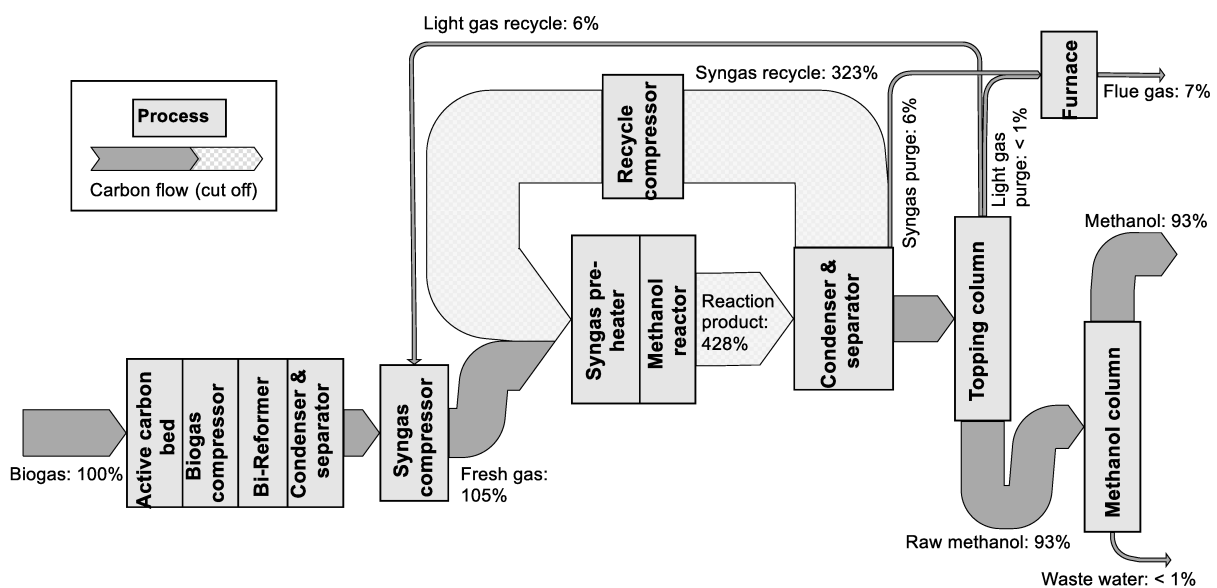 Light gas recycle: 6%
Process
Carbon flow (cut off)
Syngas recycle: 323%
Recycle
compressor
Syngas purge: 6%
Light gas
purge: < 1%
Furnace
Flue gas: 7%
Methanol: 93%
Syngas pre-
heater
Methanol
reactor
Reaction
product:
428%
Condenser &
separator
Topping column
Methanol column
Biogas: 100%
Active carbon
bed
Biogas
compressor
Bi-Reformer
Condenser &
separator
Syngas
compressor
Fresh gas:
105%
Raw methanol: 93%
Waste water: < 1%